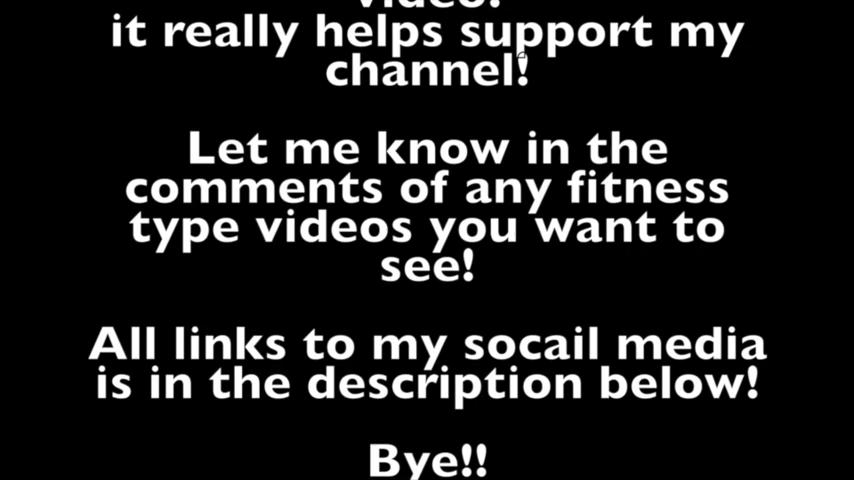 video!
it really helps support my
channel!
Let me know in the
comments of any fitness
type videos you want to
see!
All links to my socail media
is in the description below!
Bye!!